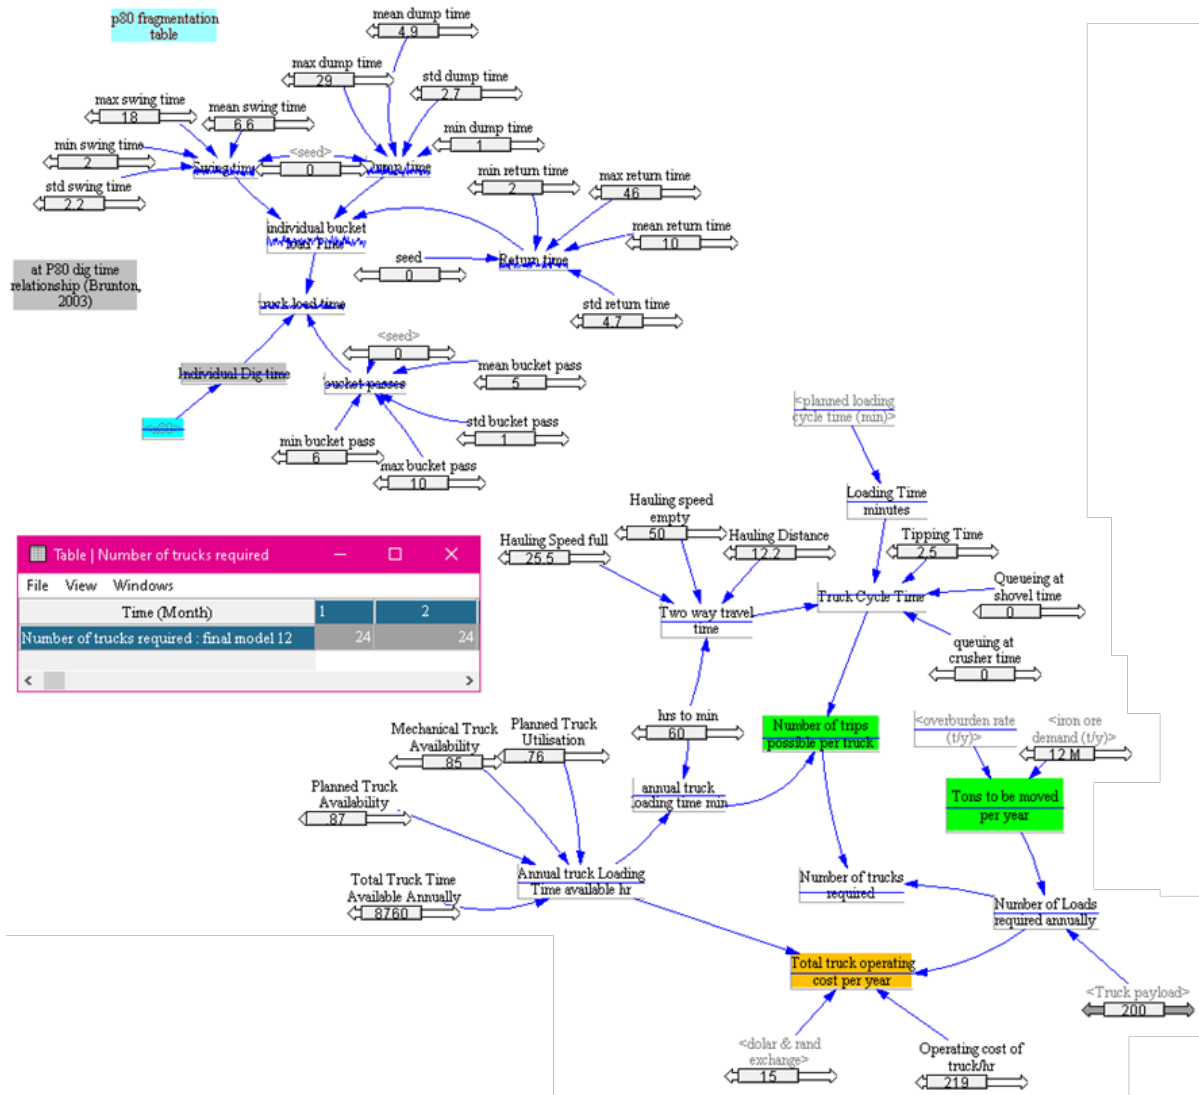 p80 fragmentation
table
mean dump time
4.9
max dump time
29
std dump time
2.7
max swing time
18
mean swing time
6.6
min dump time
1
min swing time
2
<seed>
0
Swing time
Dump time
std swing time
2.2
min return time
2
max return time
46
individual bucket
load Time
mean return time
10
seed
0
Return time
at P80 dig time
relationship (Brunton,
2003)
std return time
4.7
truck load time
<seed>
0
Individual Dig time
bucket passes
mean bucket pass
5
std bucket pass
1
min bucket pass
6
max bucket pass
10
<planned loading
cycle time (min)>
Loading Time
minutes
Hauling speed
empty
50
Hauling Speed full
25.5
Hauling Distance
12.2
Tipping Time
2.5
Table | Number of trucks required
File View Windows
Time (Month) 1 2
Number of trucks required : final model 12 24 24
Two way travel
time
Truck Cycle Time
Queueing at
shovel time
0
queuing at
crusher time
0
hrs to min
60
Number of trips
possible per truck
<overburden rate
(t/y)>
<iron ore
demand (t/y)>
12 M
Mechanical Truck
Availability
.85
Planned Truck
Utilisation
.76
Planned Truck
Availability
.87
annual truck
loading time min
Tons to be moved
per year
Total Truck Time
Available Annually
8760
Annual truck Loading
Time available hr
Number of trucks
required
Number of Loads
required annually
Total truck operating
cost per year
<Truck payload>
200
<dolar & rand
exchange>
15
Operating cost of
truck/hr
219